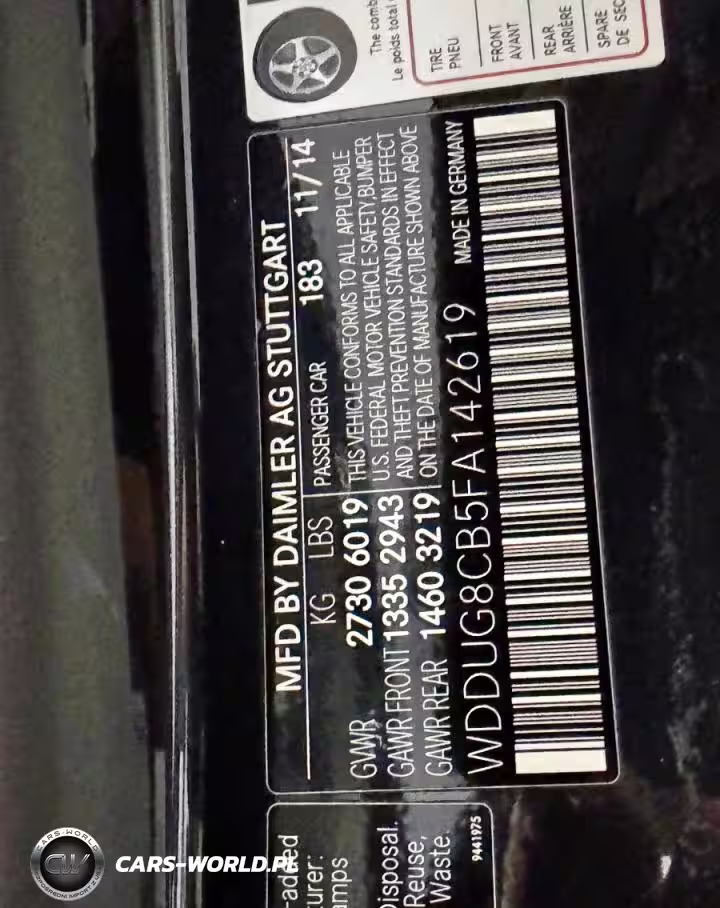 The comb
Le poids total
TIRE
PNEU
FRONT
AVANT
REAR
ARRIÈRE
SPARE
DE SEC
MFD BY DAIMLER AG STUTTGART
KG LBS PASSENGER CAR 183 11/14
GVWR 2730 6019
GAWR FRONT 1335 2943
GAWR REAR 1460 3219
THIS VEHICLE CONFORMS TO ALL APPLICABLE
U.S. FEDERAL MOTOR VEHICLE SAFETY, BUMPER
AND THEFT PREVENTION STANDARDS IN EFFECT
ON THE DATE OF MANUFACTURE SHOWN ABOVE
WDDUG8CB5FA142619 MADE IN GERMANY
-added
urer:
amps
Disposal.
Reuse,
Waste.
9441975
CARS-WORLD
CW
CARS-WORLD.PL